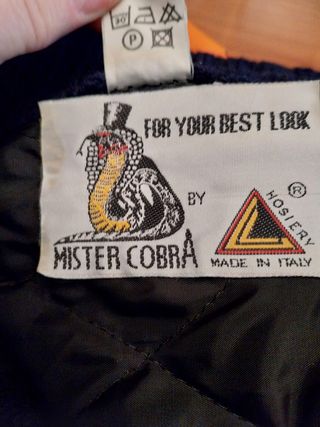 30°
P
FOR YOUR BEST LOOK
BY
HOSIERY ®
MISTER COBRA
MADE IN ITALY